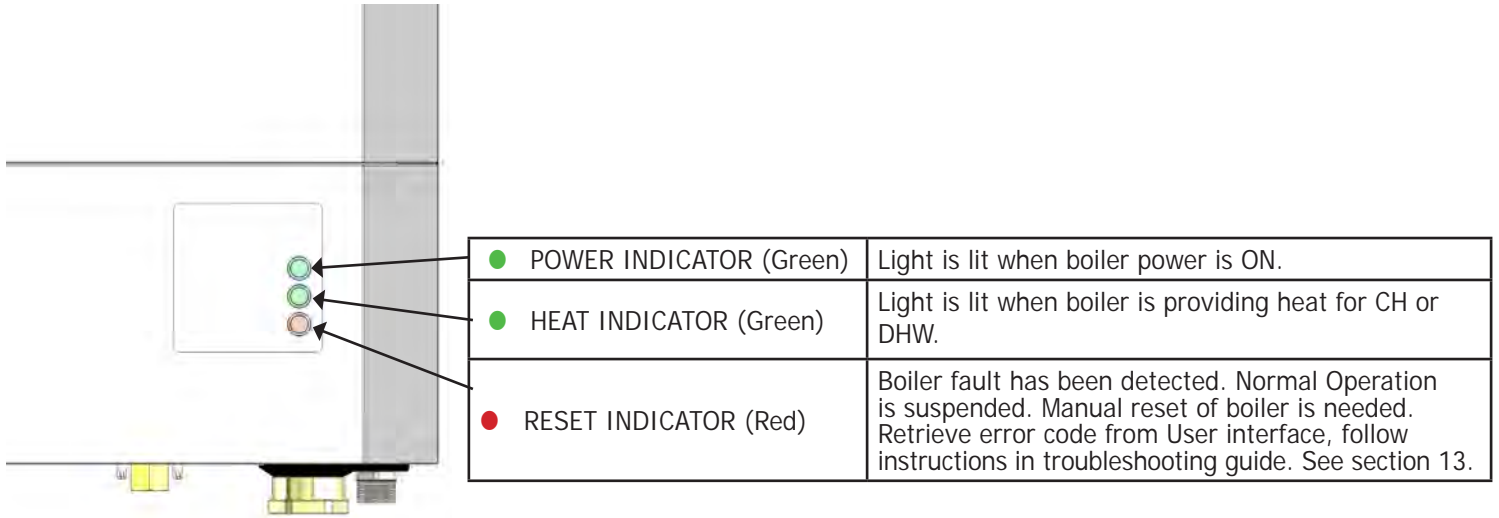 POWER INDICATOR (Green)
Light is lit when boiler power is ON.
HEAT INDICATOR (Green)
Light is lit when boiler is providing heat for CH or
DHW.
RESET INDICATOR (Red)
Boiler fault has been detected. Normal Operation
is suspended. Manual reset of boiler is needed.
Retrieve error code from User interface, follow
instructions in troubleshooting guide. See section 13.